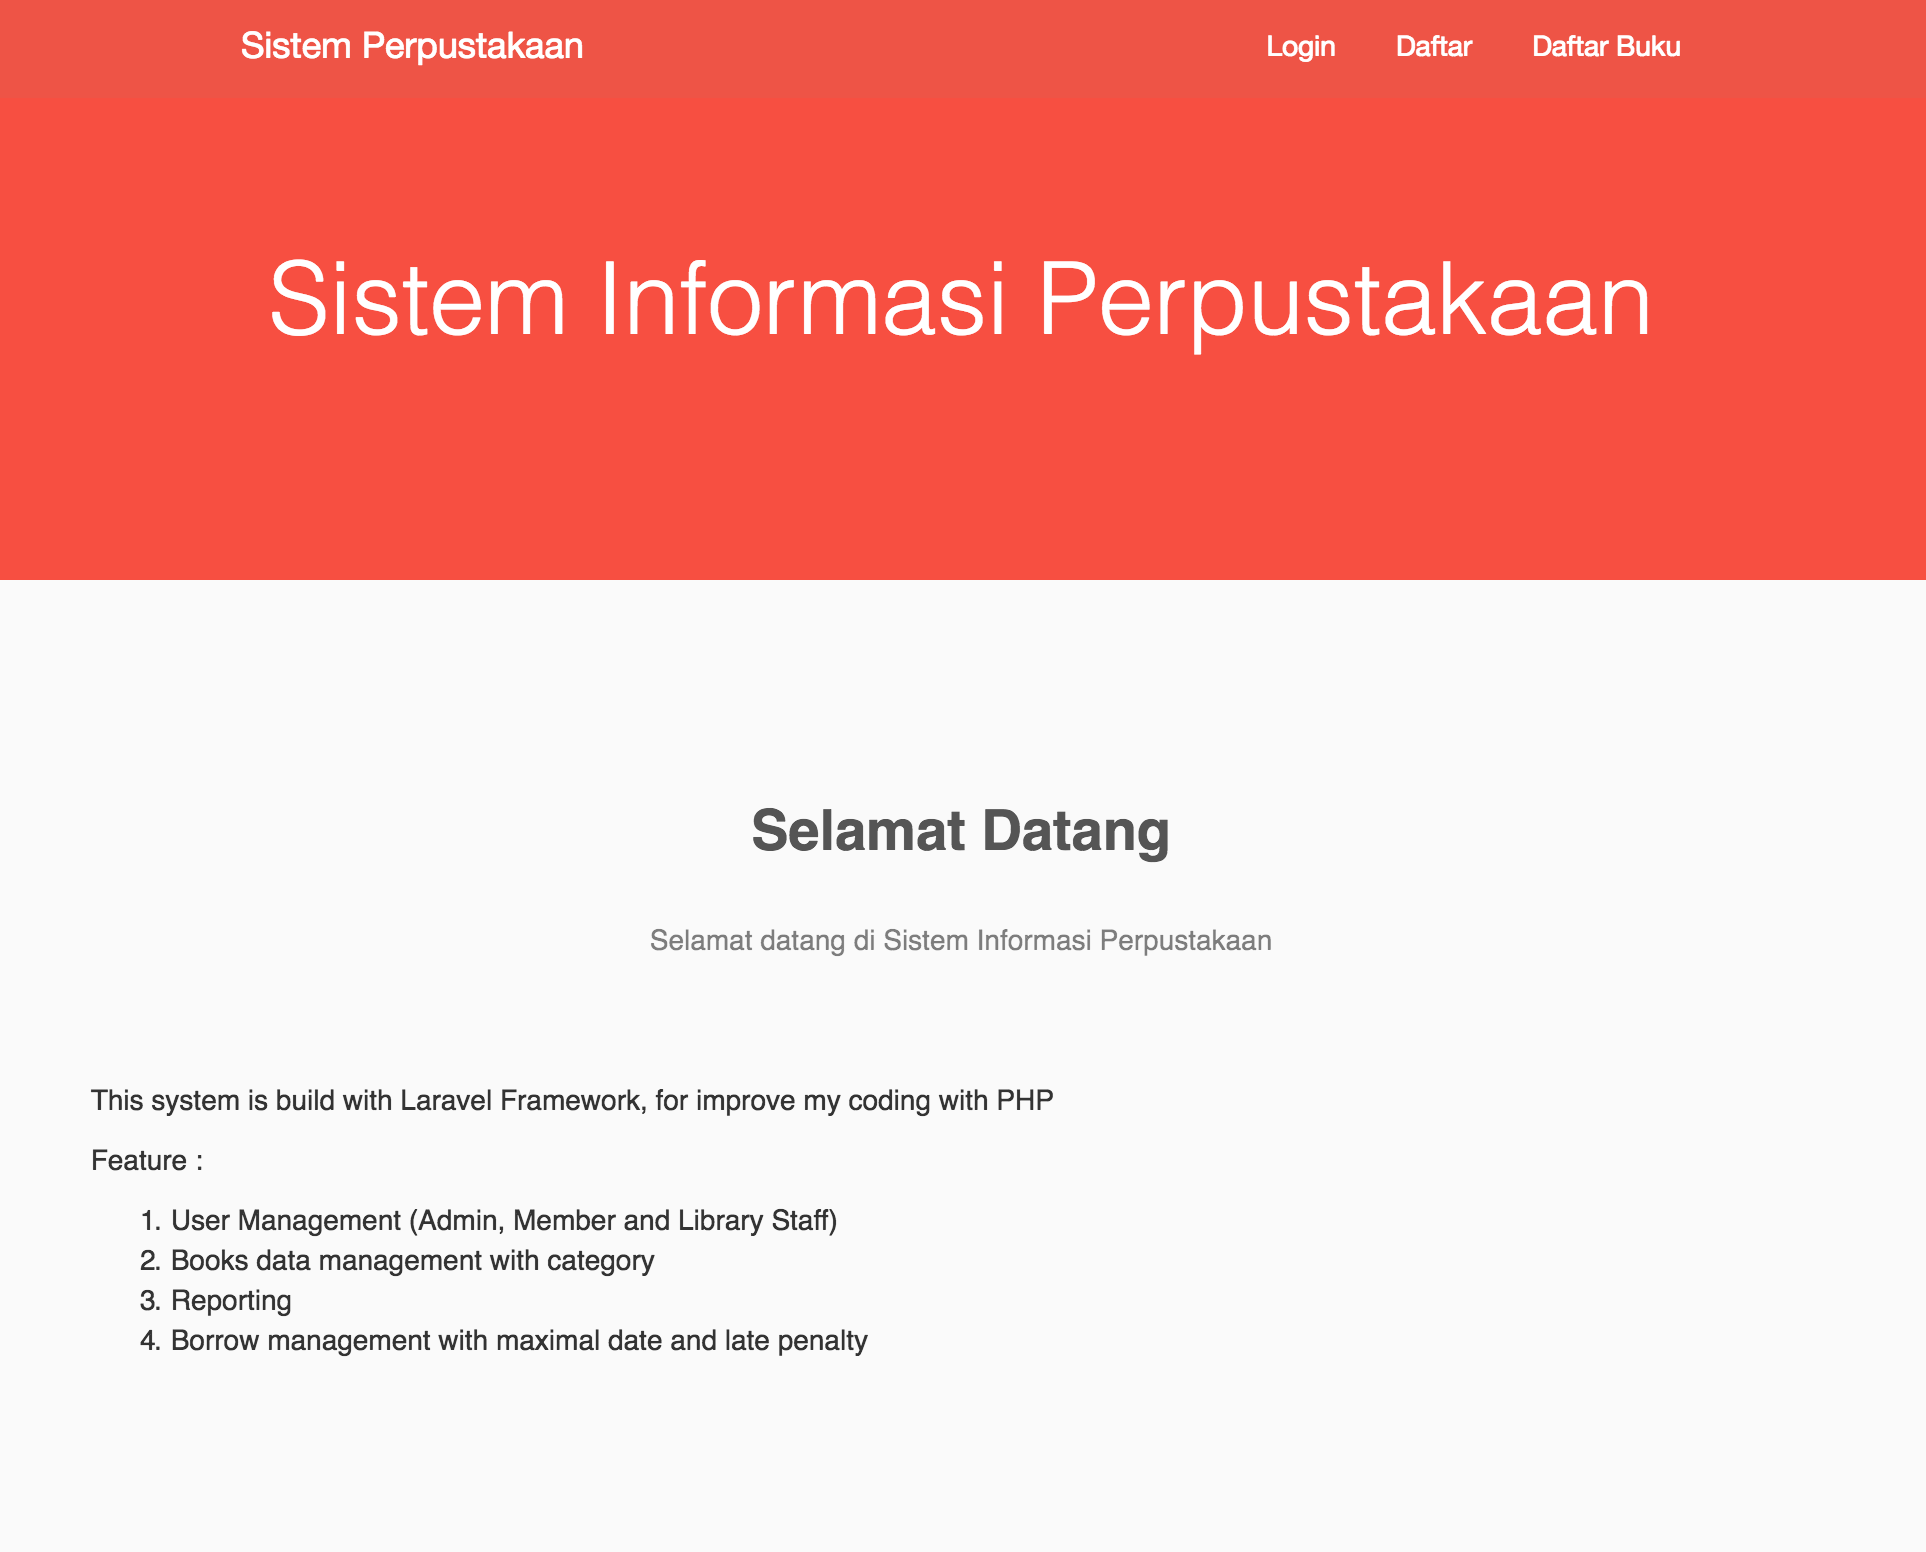 Sistem Perpustakaan
Login Daftar Daftar Buku
Sistem Informasi Perpustakaan
Selamat Datang
Selamat datang di Sistem Informasi Perpustakaan
This system is build with Laravel Framework, for improve my coding with PHP
Feature :
1. User Management (Admin, Member and Library Staff)
2. Books data management with category
3. Reporting
4. Borrow management with maximal date and late penalty